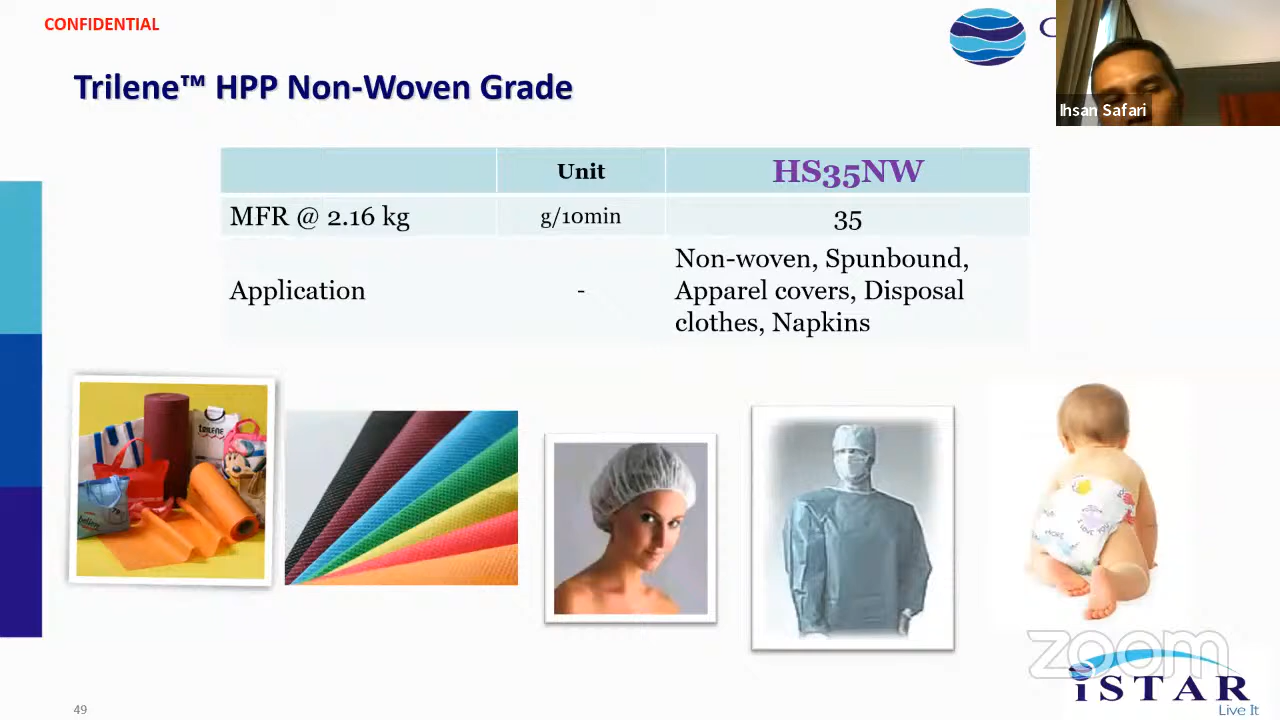 CONFIDENTIAL
C
Ihsan Safari
Trilene™ HPP Non-Woven Grade
Unit
HS35NW
MFR @ 2.16 kg
g/10min
35
Application
-
Non-woven, Spunbound,
Apparel covers, Disposal
clothes, Napkins
TRILENE
zoom
iSTAR
Live It
49